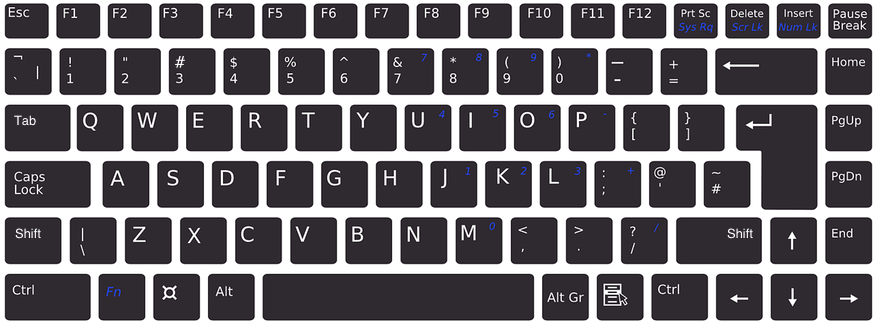 Esc F1 F2 F3 F4 F5 F6 F7 F8 F9 F10 F11 F12 Prt Sc Sys Rq Delete Scr Lk Insert Num Lk Pause Break
¬ ` | ! 1 " 2 # 3 $ 4 % 5 ^ 6 & 7 7 * 8 8 ( 9 9 ) 0 * — - + = ← Home
Tab Q W E R T Y U 4 I 5 O 6 P - { [ } ] ↵ PgUp
Caps Lock A S D F G H J 1 K 2 L 3 : ; + @ ' ~ # PgDn
Shift | \ Z X C V B N M 0 < , > . ? / / Shift ↑ End
Ctrl Fn ¤ Alt Alt Gr Ctrl ← ↓ →